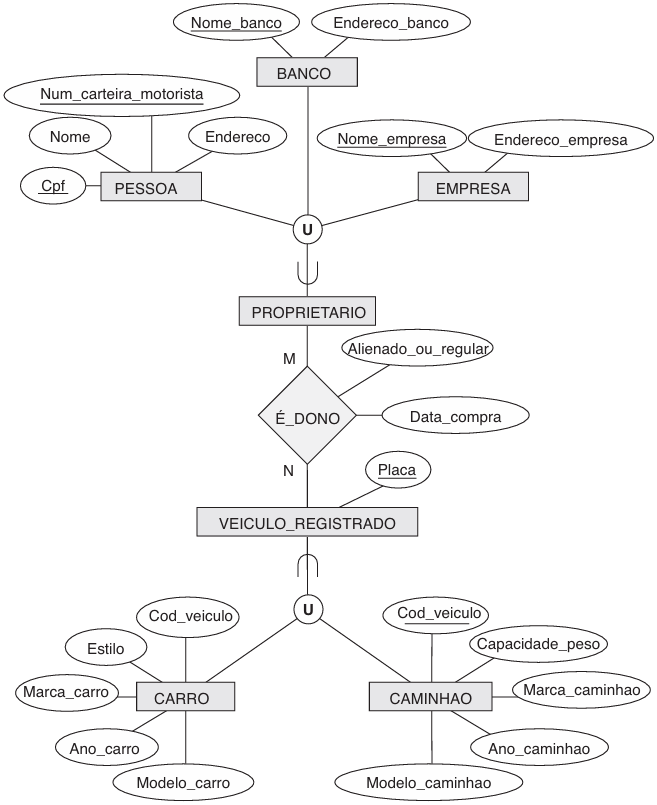 Nome_banco
Endereco_banco
BANCO
Num_carteira_motorista
Nome
Endereco
Nome_empresa
Endereco_empresa
Cpf
PESSOA
EMPRESA
U
PROPRIETARIO
M
Alienado_ou_regular
É_DONO
Data_compra
N
Placa
VEICULO_REGISTRADO
U
Cod_veiculo
Cod_veiculo
Estilo
Capacidade_peso
Marca_carro
CARRO
CAMINHAO
Marca_caminhao
Ano_carro
Ano_caminhao
Modelo_carro
Modelo_caminhao